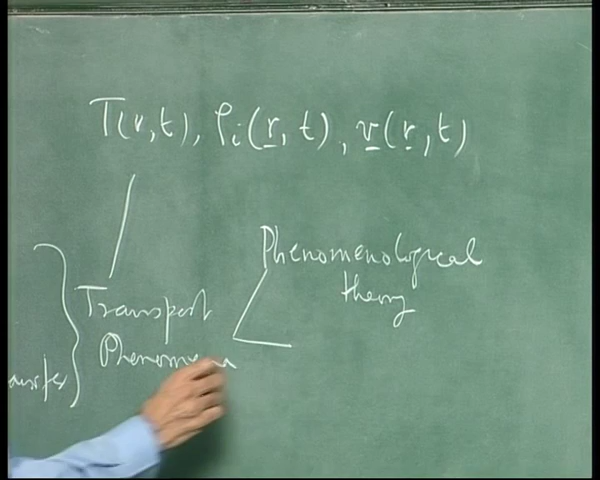 T(r,t), ρi(r, t), v(r, t)
Phenomenological
theory
Transport
Phenomena